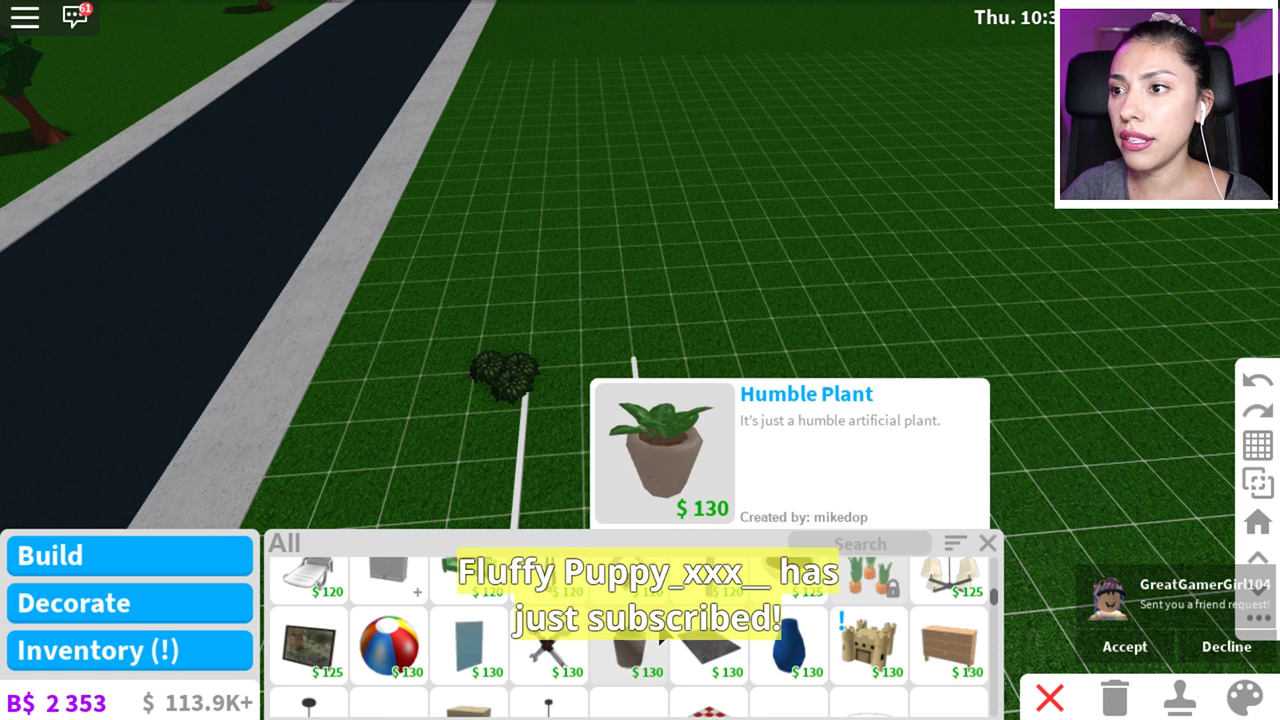 61
Thu. 10:3
Humble Plant
It's just a humble artificial plant.
$ 130
Created by: mikedop
Build
Decorate
Inventory (!)
B$ 2 353
$ 113.9K+
All
Search
$ 120
+
$ 125
$ 125
Fluffy Puppy_xxx__ has
just subscribed!
!
$ 125
$ 130
$ 130
$ 130
$ 130
$ 130
$ 130
$ 130
$ 130
GreatGamerGirl104
Sent you a friend request!
Accept
Decline